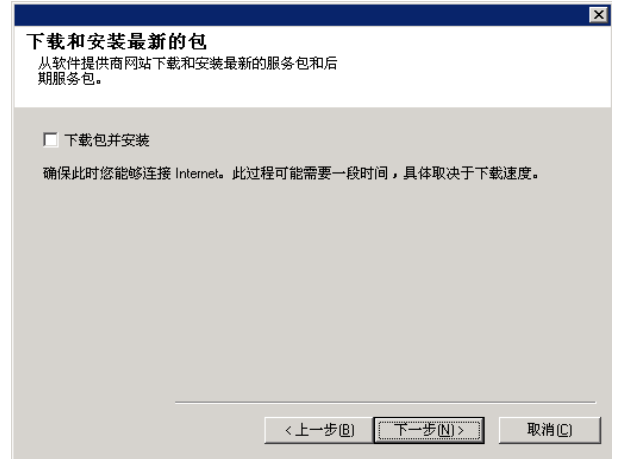 下载和安装最新的包
从软件提供商网站下载和安装最新的服务包和后
期服务包。
下载包并安装
确保此时您能够连接 Internet。此过程可能需要一段时间，具体取决于下载速度。
<上一步(B) 下一步(N)> 取消(C)